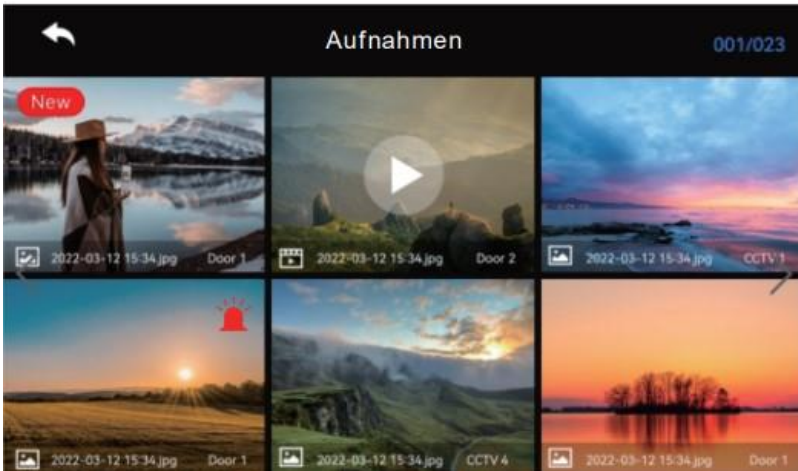 Aufnahmen
001/023
New
2022-03-12 15:34.jpg Door 1
2022-03-12 15:34.jpg Door 2
2022-03-12 15:34.jpg CCTV 1
2022-03-12 15:34.jpg Door 1
2022-03-12 15:34.jpg CCTV 4
2022-03-12 15:34.jpg Door 1